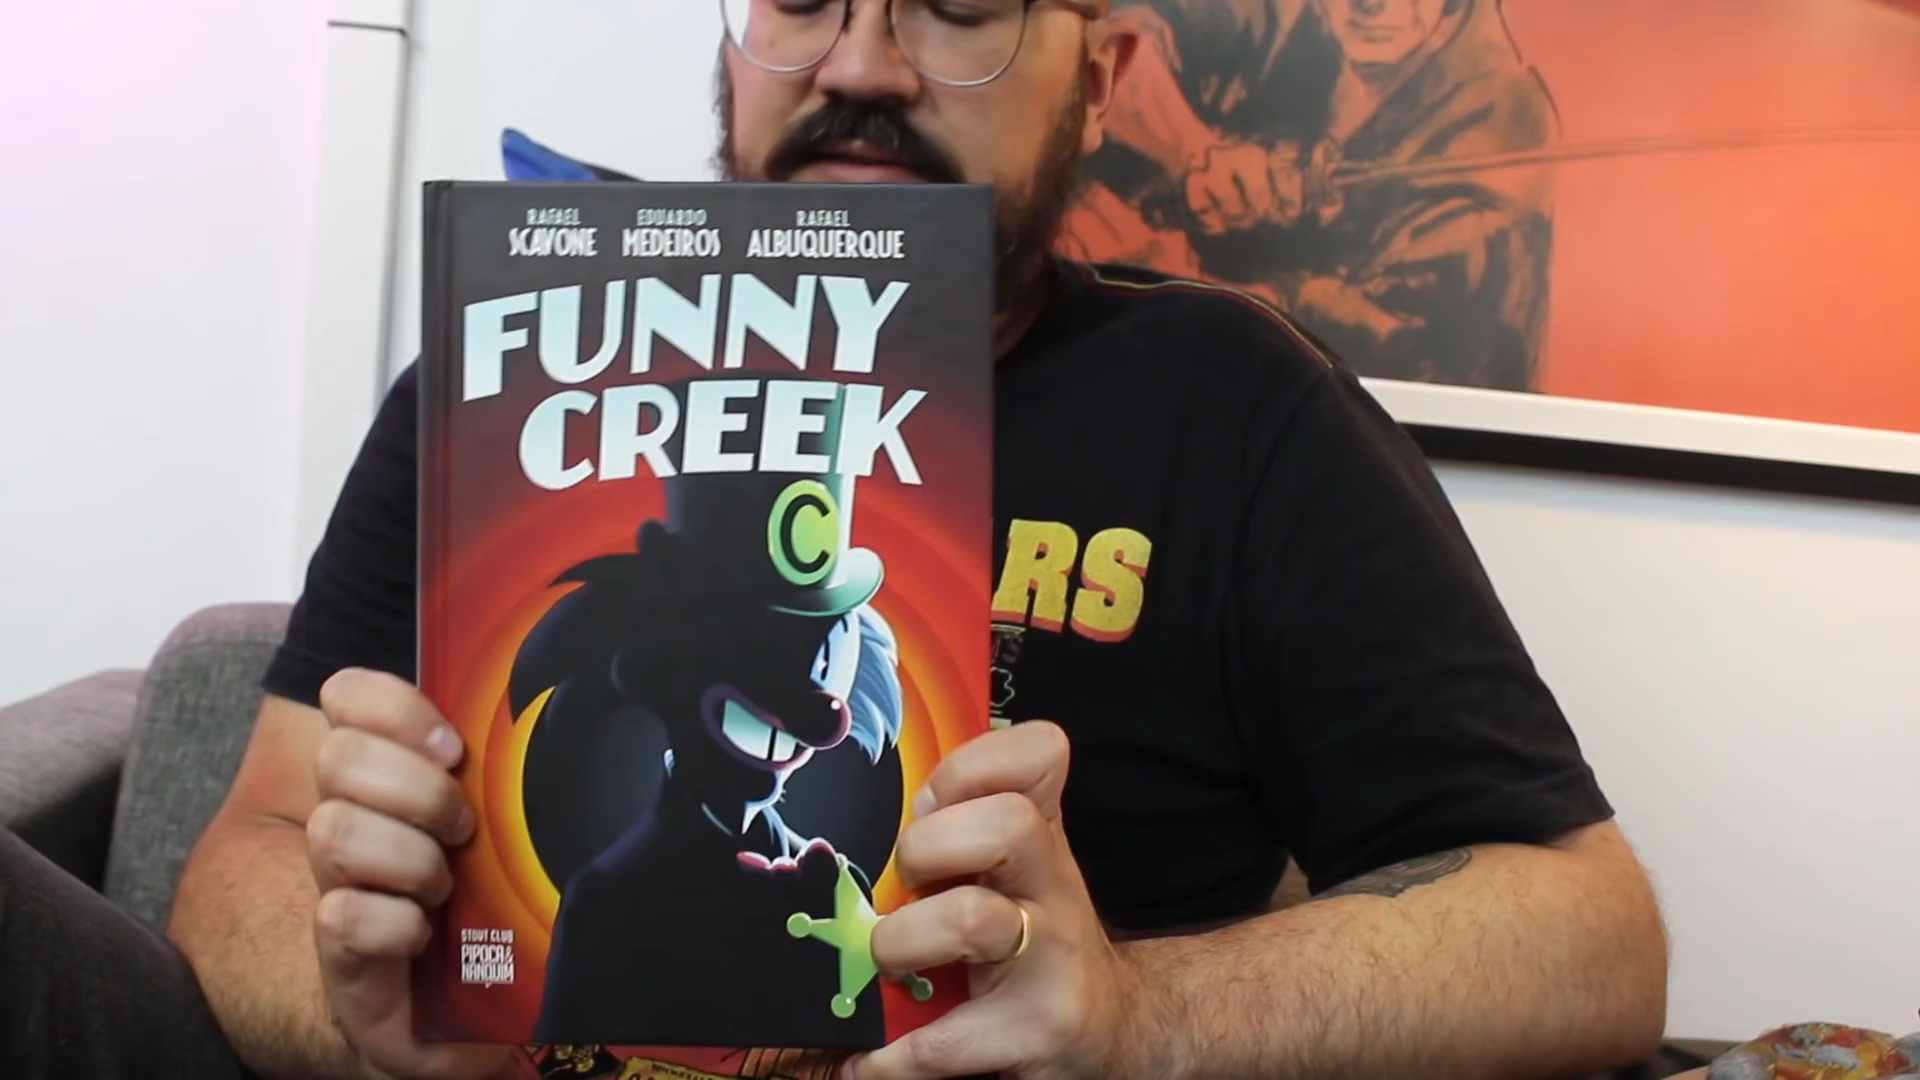 RAFAEL EDUARDO RAFAEL
SCAVONE MEDEIROS ALBUQUERQUE
FUNNY
CREEK
C
RS
STOUT CLUB
PIPOCA &
NANQUIM